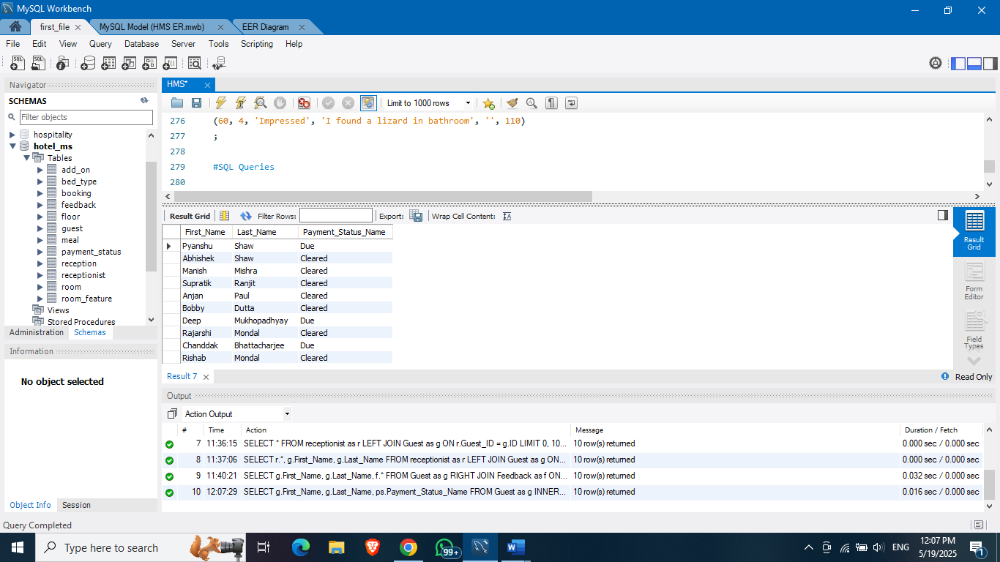 MySQL Workbench
first_file
MySQL Model (HMS ER.mwb)
EER Diagram
File Edit View Query Database Server Tools Scripting Help
Navigator
SCHEMAS
Filter objects
hospitality
hotel_ms
Tables
add_on
bed_type
booking
feedback
floor
guest
meal
payment_status
reception
receptionist
room
room_feature
Views
Stored Procedures
Administration Schemas
Information
No object selected
Object Info Session
HMS*
Limit to 1000 rows
276 (60, 4, 'Impressed', 'I found a lizard in bathroom', '', 110)
277 ;
278
279 #SQL Queries
280
Result Grid Filter Rows: Export: Wrap Cell Content:
First_Name Last_Name Payment_Status_Name
Pyanshu Shaw Due
Abhishek Shaw Cleared
Manish Mishra Cleared
Supratik Ranjit Cleared
Anjan Paul Cleared
Bobby Dutta Cleared
Deep Mukhopadhyay Due
Rajarshi Mondal Cleared
Chanddak Bhattacharjee Due
Rishab Mondal Cleared
Result Grid
Form Editor
Field Types
Result 7
Read Only
Output
Action Output
# Time Action Message Duration / Fetch
7 11:36:15 SELECT * FROM receptionist as r LEFT JOIN Guest as g ON r.Guest_ID = g.ID LIMIT 0, 10... 10 row(s) returned 0.000 sec / 0.000 sec
8 11:37:06 SELECT r.*, g.First_Name, g.Last_Name FROM receptionist as r LEFT JOIN Guest as g ON... 10 row(s) returned 0.000 sec / 0.000 sec
9 11:40:21 SELECT g.First_Name, g.Last_Name, f.* FROM Guest as g RIGHT JOIN Feedback as f ON... 10 row(s) returned 0.032 sec / 0.000 sec
10 12:07:29 SELECT g.First_Name, g.Last_Name, ps.Payment_Status_Name FROM Guest as g INNER... 10 row(s) returned 0.016 sec / 0.000 sec
Query Completed
Type here to search
99+
ENG
12:07 PM
5/19/2025
1